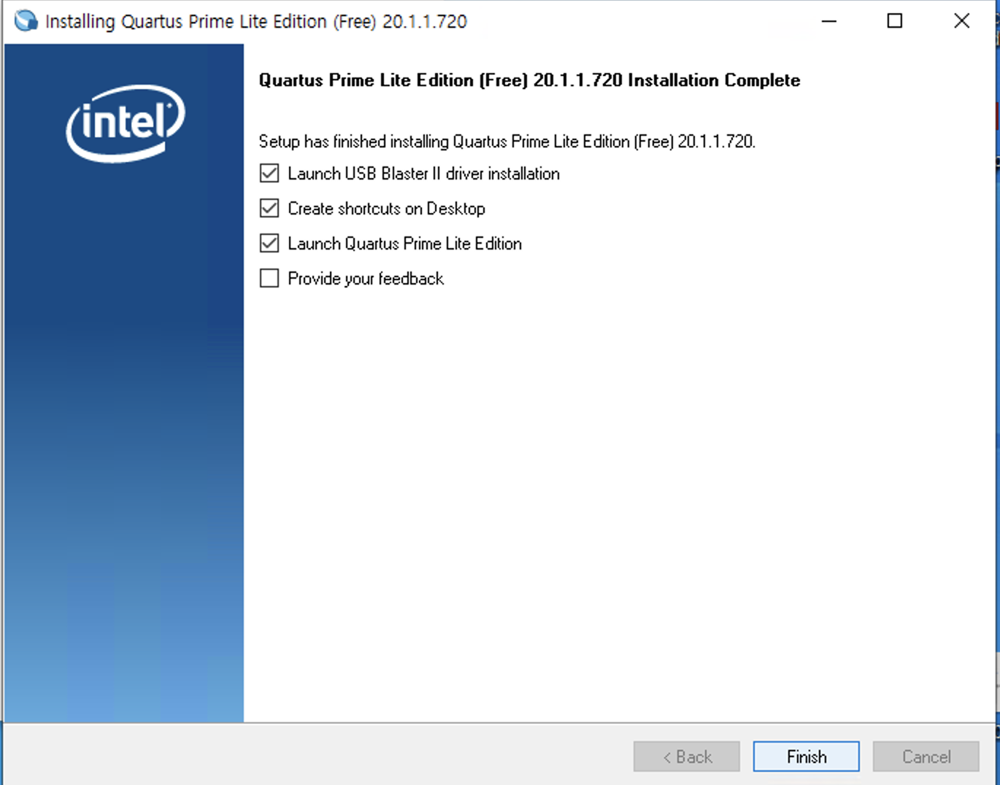 Installing Quartus Prime Lite Edition (Free) 20.1.1.720
intel
Quartus Prime Lite Edition (Free) 20.1.1.720 Installation Complete
Setup has finished installing Quartus Prime Lite Edition (Free) 20.1.1.720.
Launch USB Blaster II driver installation
Create shortcuts on Desktop
Launch Quartus Prime Lite Edition
Provide your feedback
< Back Finish Cancel